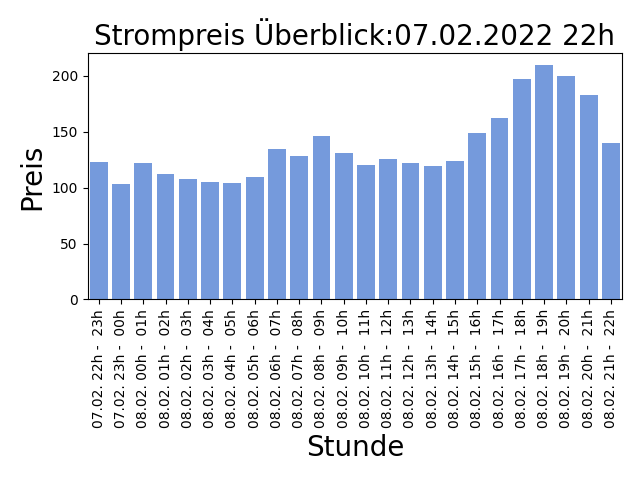 Strompreis Überblick:07.02.2022 22h
Preis
200
150
100
50
0
07.02. 22h -  23h
07.02. 23h -  00h
08.02. 00h -  01h
08.02. 01h -  02h
08.02. 02h -  03h
08.02. 03h -  04h
08.02. 04h -  05h
08.02. 05h -  06h
08.02. 06h -  07h
08.02. 07h -  08h
08.02. 08h -  09h
08.02. 09h -  10h
08.02. 10h -  11h
08.02. 11h -  12h
08.02. 12h -  13h
08.02. 13h -  14h
08.02. 14h -  15h
08.02. 15h -  16h
08.02. 16h -  17h
08.02. 17h -  18h
08.02. 18h -  19h
08.02. 19h -  20h
08.02. 20h -  21h
08.02. 21h -  22h
Stunde